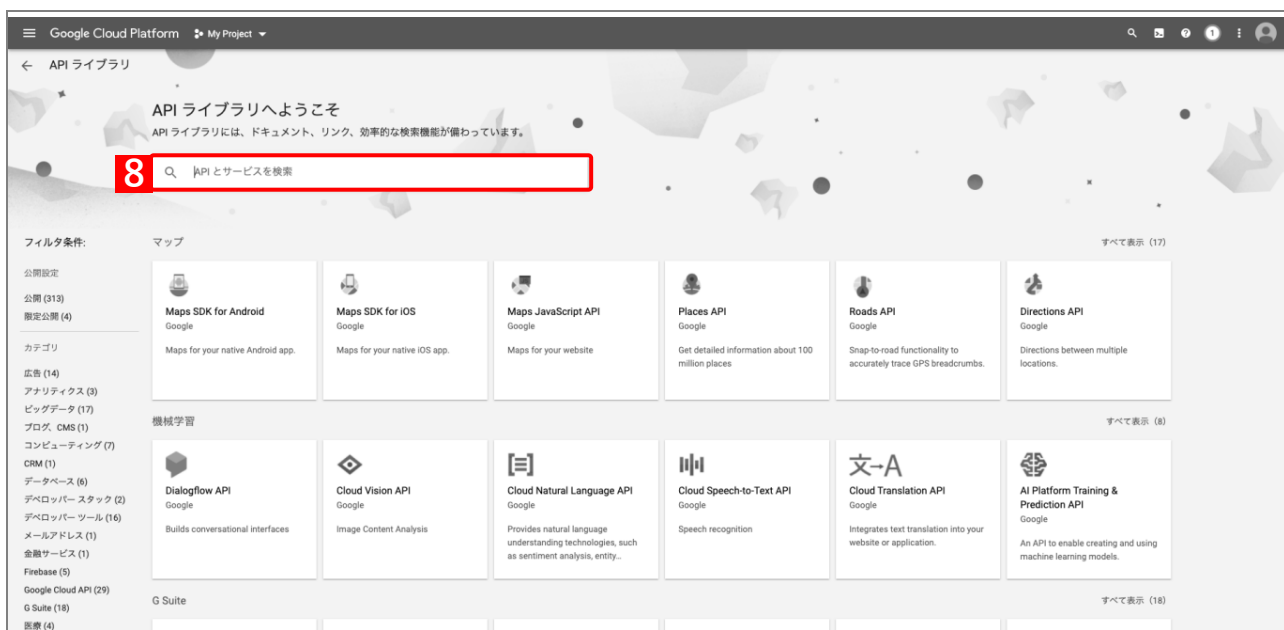 Google Cloud Platform My Project 1
API ライブラリ
API ライブラリへようこそ
API ライブラリには、ドキュメント、リンク、効率的な検索機能が備わっています。
8 API とサービスを検索
フィルタ条件:
公開設定
公開 (313)
限定公開 (4)
カテゴリ
広告 (14)
アナリティクス (3)
ビッグデータ (17)
ブログ、CMS (1)
コンピューティング (7)
CRM (1)
データベース (6)
デベロッパー スタック (2)
デベロッパー ツール (16)
メールアドレス (1)
金融サービス (1)
Firebase (5)
Google Cloud API (29)
G Suite (18)
医療 (4)
マップ すべて表示 (17)
Maps SDK for Android
Google
Maps for your native Android app.
Maps SDK for iOS
Google
Maps for your native iOS app.
Maps JavaScript API
Google
Maps for your website
Places API
Google
Get detailed information about 100
million places
Roads API
Google
Snap-to-road functionality to
accurately trace GPS breadcrumbs.
Directions API
Google
Directions between multiple
locations.
機械学習 すべて表示 (8)
Dialogflow API
Google
Builds conversational interfaces
Cloud Vision API
Google
Image Content Analysis
Cloud Natural Language API
Google
Provides natural language
understanding technologies, such
as sentiment analysis, entity...
Cloud Speech-to-Text API
Google
Speech recognition
文→A
Cloud Translation API
Google
Integrates text translation into your
website or application.
AI Platform Training &
Prediction API
Google
An API to enable creating and using
machine learning models.
G Suite すべて表示 (18)